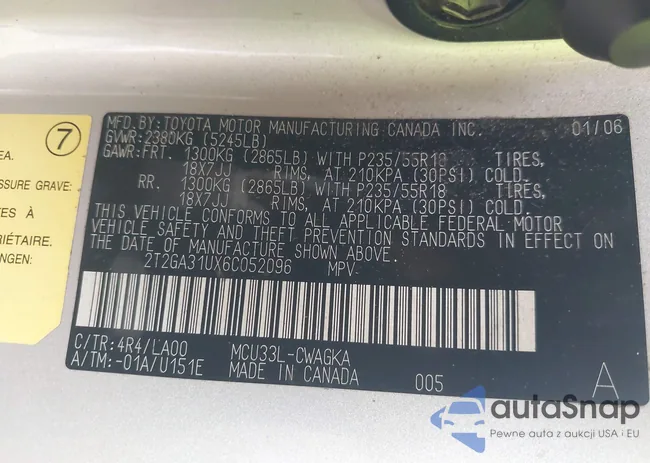 7
EA.
SSURE GRAVE:
TES À
RIÉTAIRE.
NGEN:
MFD. BY: TOYOTA MOTOR MANUFACTURING CANADA INC. 01/06
GVWR: 2380KG (5245LB)
GAWR: FRT. 1300KG (2865LB) WITH P235/55R18 TIRES,
18X7JJ RIMS, AT 210KPA (30PSI) COLD.
RR. 1300KG (2865LB) WITH P235/55R18 TIRES,
18X7JJ RIMS, AT 210KPA (30PSI) COLD.
THIS VEHICLE CONFORMS TO ALL APPLICABLE FEDERAL MOTOR
VEHICLE SAFETY AND THEFT PREVENTION STANDARDS IN EFFECT ON
THE DATE OF MANUFACTURE SHOWN ABOVE.
2T2GA31UX6C052096 MPV
C/TR: 4R4/LA00 MCU33L-CWAGKA
A/TM: -01A/U151E MADE IN CANADA 005 A
autaSnap
Pewne auta z aukcji USA i EU